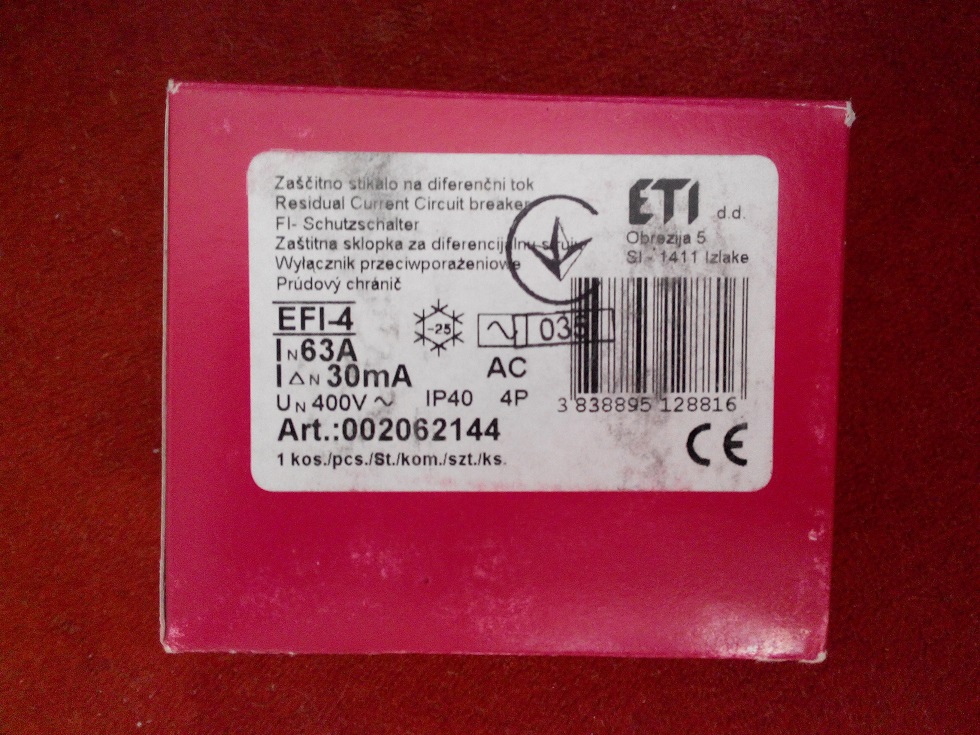 Zaščitno stikalo na diferenčni tok
Residual Current Circuit breaker
FI- Schutzschalter
Zaštitna sklopka za diferencijalnu struju
Wyłącznik przeciwporażeniowe
Prúdový chránič
ETI d.d.
Obrezija 5
SI - 1411 Izlake
EFI-4
-25
035
IN63A
AC
I△N 30mA
UN 400V ~ IP40 4P
3 838895 128816
Art.:002062144
CE
1 kos./pcs./St./kom./szt./ks.